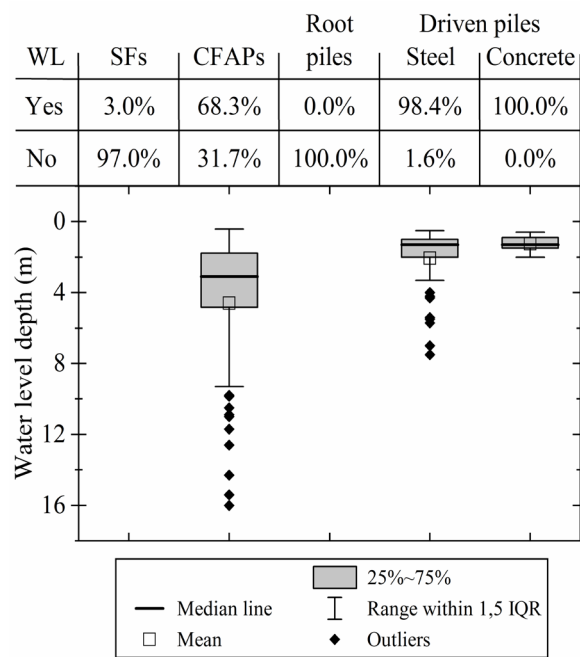 Root Driven piles
WL SFs CFAPs piles Steel Concrete
Yes 3.0% 68.3% 0.0% 98.4% 100.0%
No 97.0% 31.7% 100.0% 1.6% 0.0%
Water level depth (m)
0
4
8
12
16
25%~75%
Median line Range within 1,5 IQR
Mean Outliers